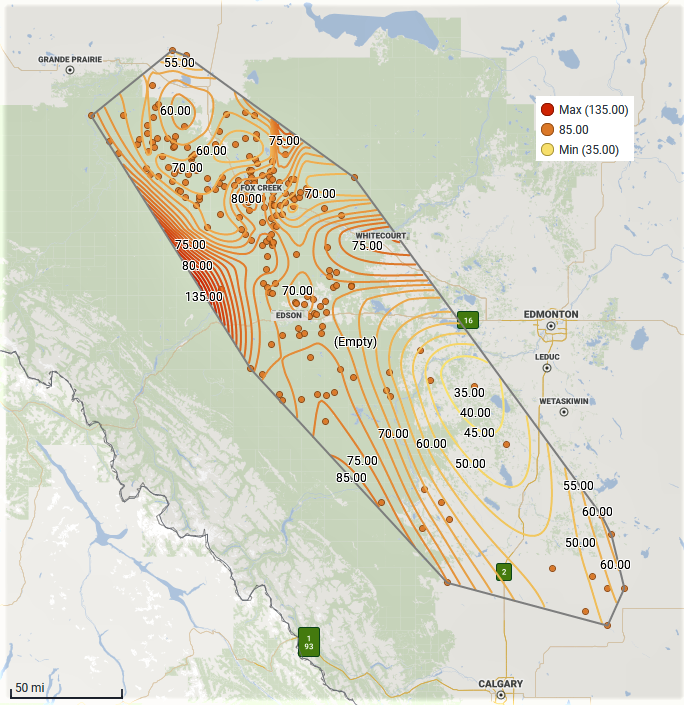 55.00
GRANDE PRAIRIE
Max (135.00)
60.00
85.00
75.00
Min (35.00)
60.00
70.00
FOX CREEK
70.00
80.00
WHITECOURT
75.00
75.00
80.00
70.00
135.00
EDSON
EDMONTON
16
(Empty)
LEDUC
35.00
WETASKIWIN
40.00
70.00
45.00
60.00
75.00
50.00
85.00
55.00
60.00
50.00
60.00
2
1
93
CALGARY
50 mi